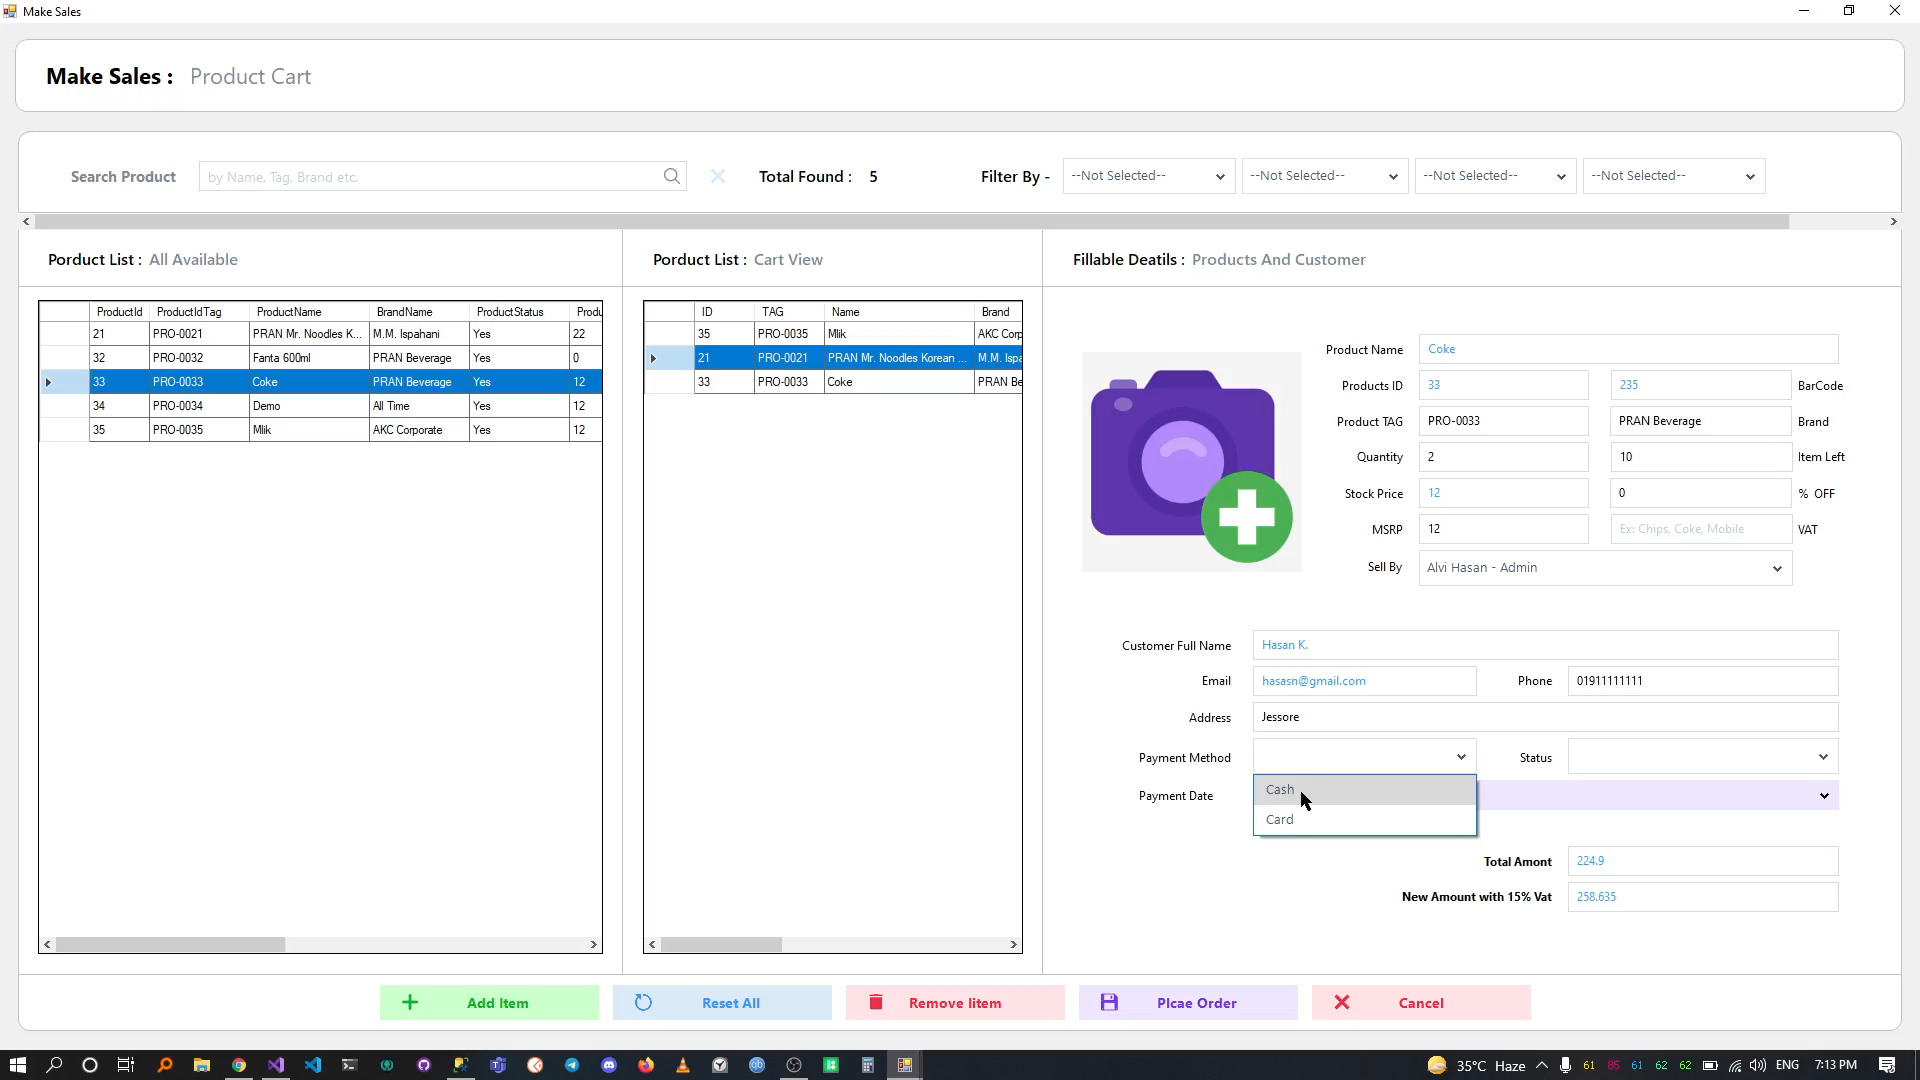 Make Sales
Make Sales : Product Cart
Search Product by Name, Tag, Brand etc. Total Found : 5 Filter By - --Not Selected-- --Not Selected-- --Not Selected-- --Not Selected--
Porduct List : All Available
ProductId ProductIdTag ProductName BrandName ProductStatus Produ
21 PRO-0021 PRAN Mr. Noodles K... M.M. Ispahani Yes 22
32 PRO-0032 Fanta 600ml PRAN Beverage Yes 0
33 PRO-0033 Coke PRAN Beverage Yes 12
34 PRO-0034 Demo All Time Yes 12
35 PRO-0035 Mlik AKC Corporate Yes 12
Porduct List : Cart View
ID TAG Name Brand
35 PRO-0035 Mlik AKC Corp
21 PRO-0021 PRAN Mr. Noodles Korean ... M.M. Ispa
33 PRO-0033 Coke PRAN Be
Fillable Deatils : Products And Customer
Product Name Coke
Products ID 33 235 BarCode
Product TAG PRO-0033 PRAN Beverage Brand
Quantity 2 10 Item Left
Stock Price 12 0 % OFF
MSRP 12 Ex: Chips, Coke, Mobile VAT
Sell By Alvi Hasan - Admin
Customer Full Name Hasan K.
Email hasasn@gmail.com Phone 01911111111
Address Jessore
Payment Method Status
Payment Date Cash
Card
Total Amont 224.9
New Amount with 15% Vat 258.635
Add Item Reset All Remove Iitem Plcae Order Cancel
35°C Haze 61 85 61 62 62 ENG 7:13 PM